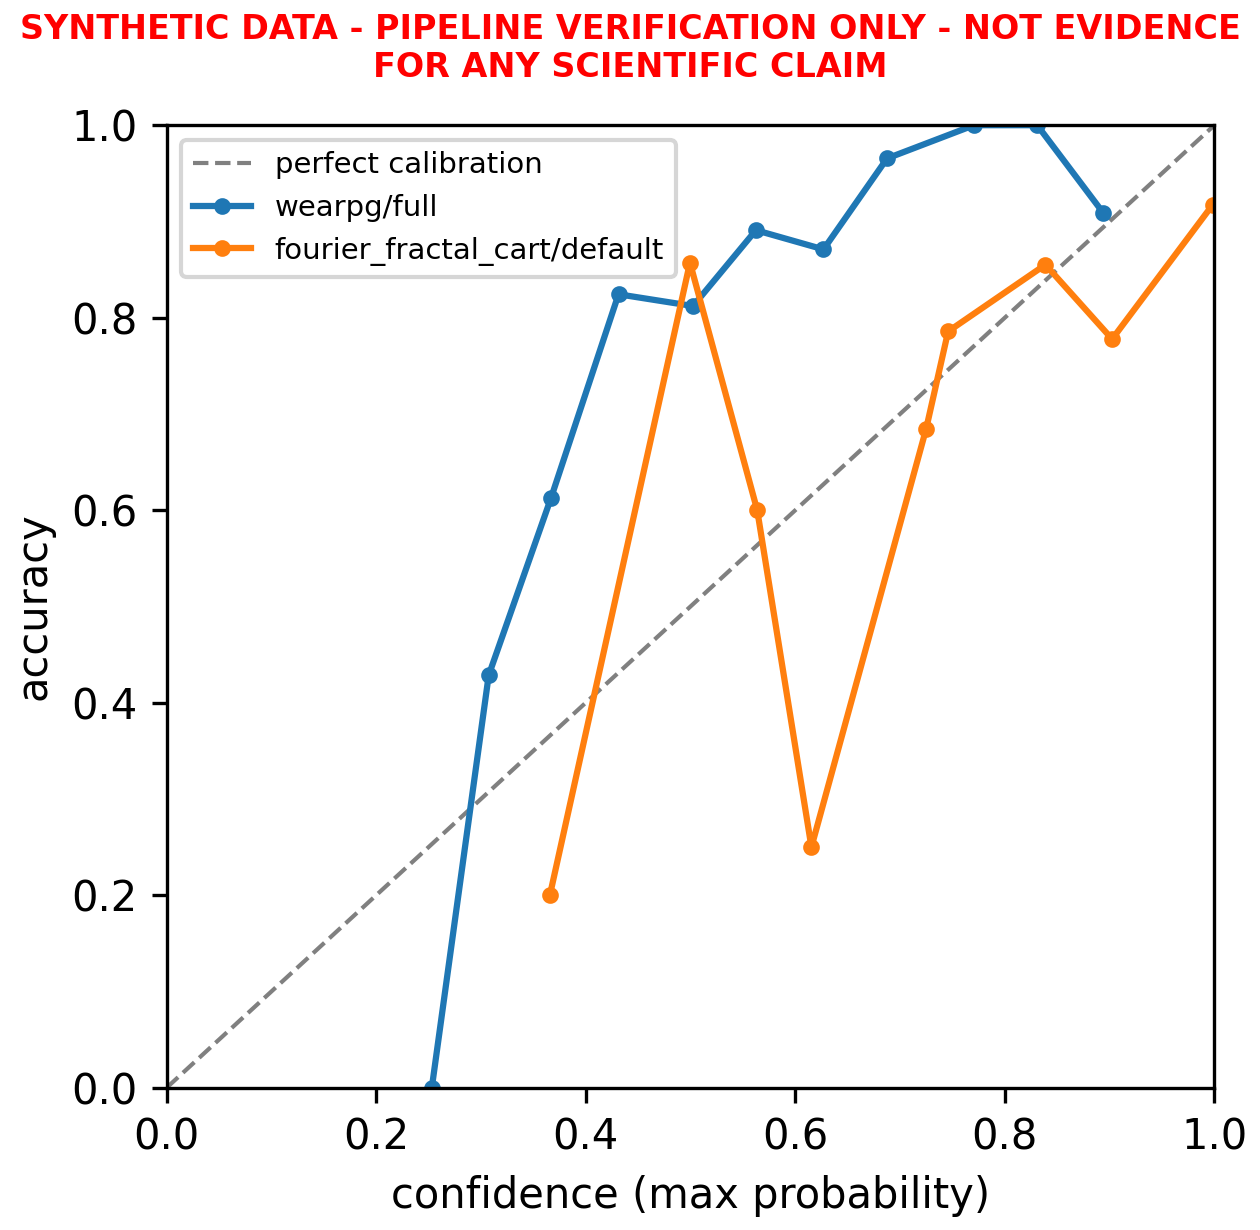 SYNTHETIC DATA - PIPELINE VERIFICATION ONLY - NOT EVIDENCE
FOR ANY SCIENTIFIC CLAIM
1.0
0.8
0.6
0.4
0.2
0.0
accuracy
perfect calibration
wearpg/full
fourier_fractal_cart/default
0.0 0.2 0.4 0.6 0.8 1.0
confidence (max probability)